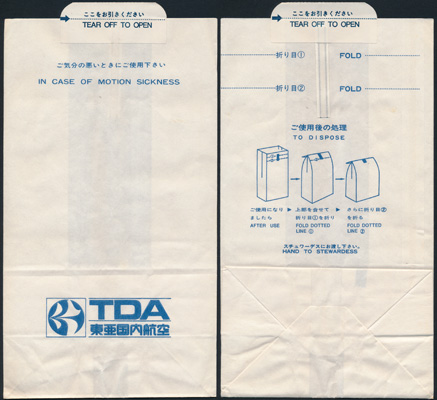 ここをお引きください
TEAR OFF TO OPEN
ご気分の悪いときにご使用下さい
IN CASE OF MOTION SICKNESS
TDA
東亜国内航空
ここをお引きください
TEAR OFF TO OPEN
折り目① FOLD
折り目② FOLD
ご使用後の処理
TO DISPOSE
ご使用になり
ましたら
AFTER USE
上部を合せて
折り目①を折り
FOLD DOTTED
LINE ①
さらに折り目②
を折る
FOLD DOTTED
LINE ②
スチュワーデスにお渡し下さい。
HAND TO STEWARDESS